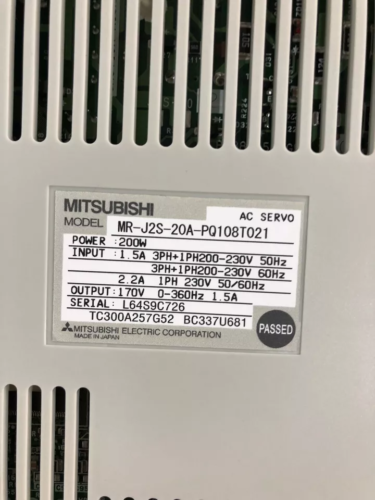 MITSUBISHI
AC SERVO
MODEL MR-J2S-20A-PQ108T021
POWER :200W
INPUT :1.5A 3PH+1PH200-230V 50Hz
3PH+1PH200-230V 60Hz
2.2A 1PH 230V 50/60Hz
OUTPUT:170V 0-360Hz 1.5A
SERIAL: L64S9C726
TC300A257G52 BC337U681
MITSUBISHI ELECTRIC CORPORATION
MADE IN JAPAN
PASSED